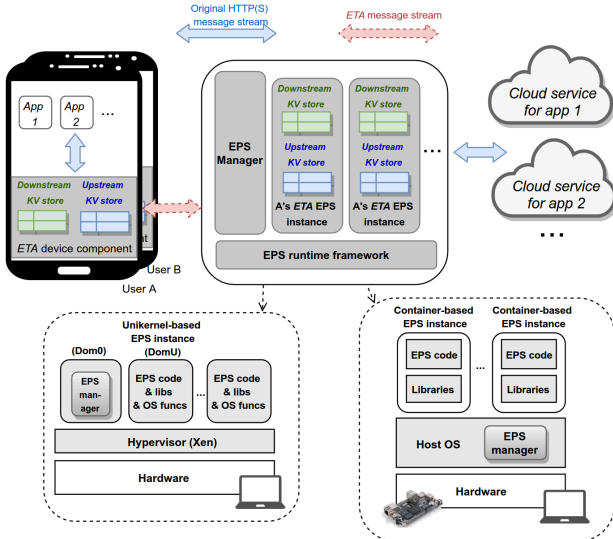 Original HTTP(S)
message stream
ETA message stream
App
1
App
2
...
Downstream
KV store
Upstream
KV store
ETA device component
nt
User B
User A
EPS
Manager
Downstream
KV store
Upstream
KV store
A's ETA EPS
instance
Downstream
KV store
Upstream
KV store
A's ETA EPS
instance
...
EPS runtime framework
Cloud service
for app 1
Cloud service
for app 2
...
Unikernel-based
EPS instance
(DomU)
(Dom0)
EPS
man-
ager
EPS code
& libs
& OS funcs
...
EPS code
& libs
& OS funcs
Hypervisor (Xen)
Hardware
Container-based
EPS instance
Container-based
EPS instance
EPS code
Libraries
...
EPS code
Libraries
Host OS
EPS
manager
Hardware